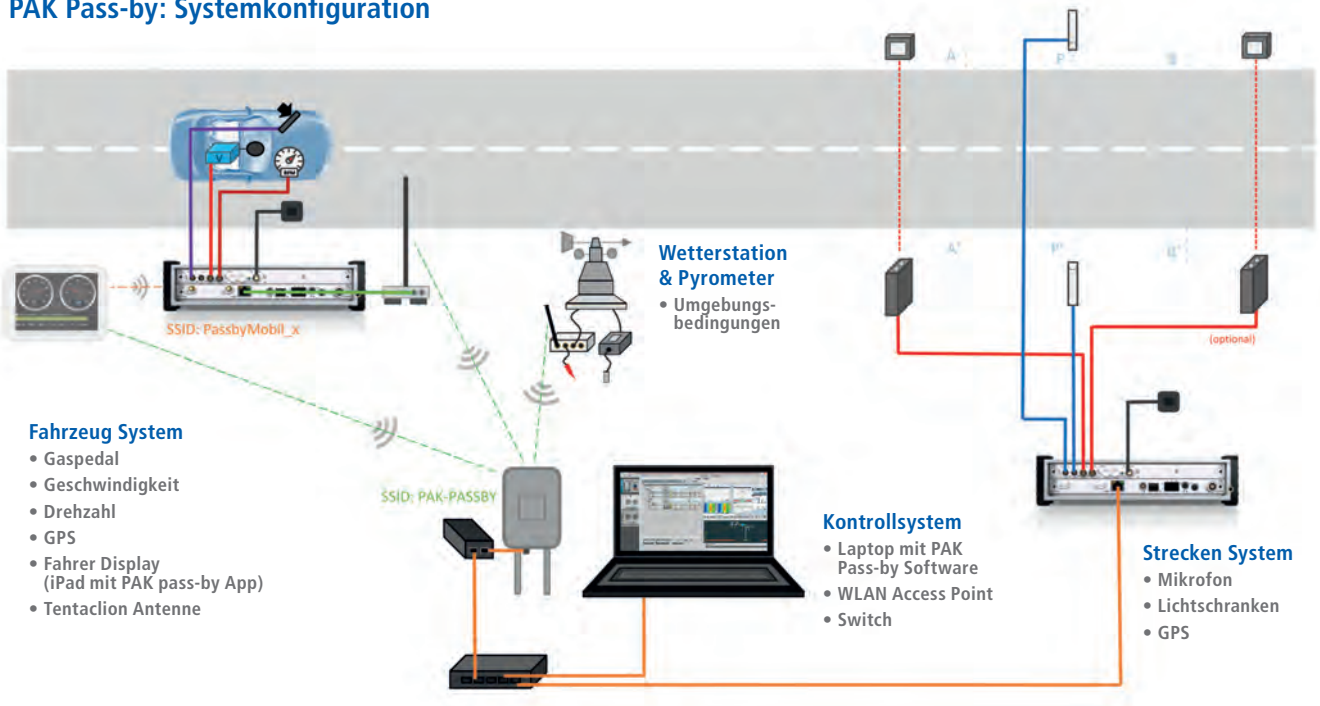 PAK Pass-by: Systemkonfiguration
A
P
B
V
RPM
A'
P'
B'
Wetterstation
& Pyrometer
• Umgebungs-
bedingungen
SSID: PassbyMobil_x
(optional)
Fahrzeug System
• Gaspedal
• Geschwindigkeit
• Drehzahl
• GPS
• Fahrer Display
(iPad mit PAK pass-by App)
• Tentaclion Antenne
SSID: PAK-PASSBY
Kontrollsystem
• Laptop mit PAK
Pass-by Software
• WLAN Access Point
• Switch
Strecken System
• Mikrofon
• Lichtschranken
• GPS